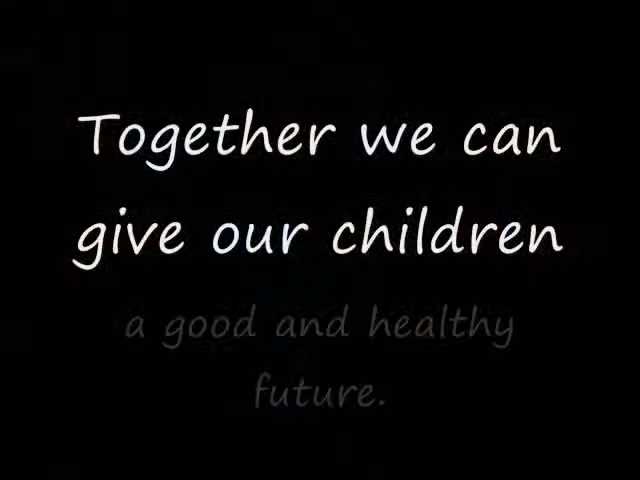 Together we can
give our children
a good and healthy
future.